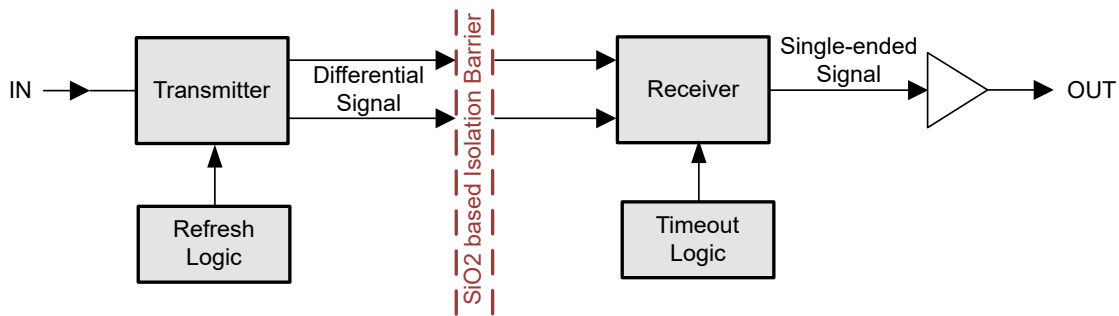 IN
Transmitter
Differential
Signal
Refresh
Logic
SiO2 based Isolation Barrier
Receiver
Timeout
Logic
Single-ended
Signal
OUT